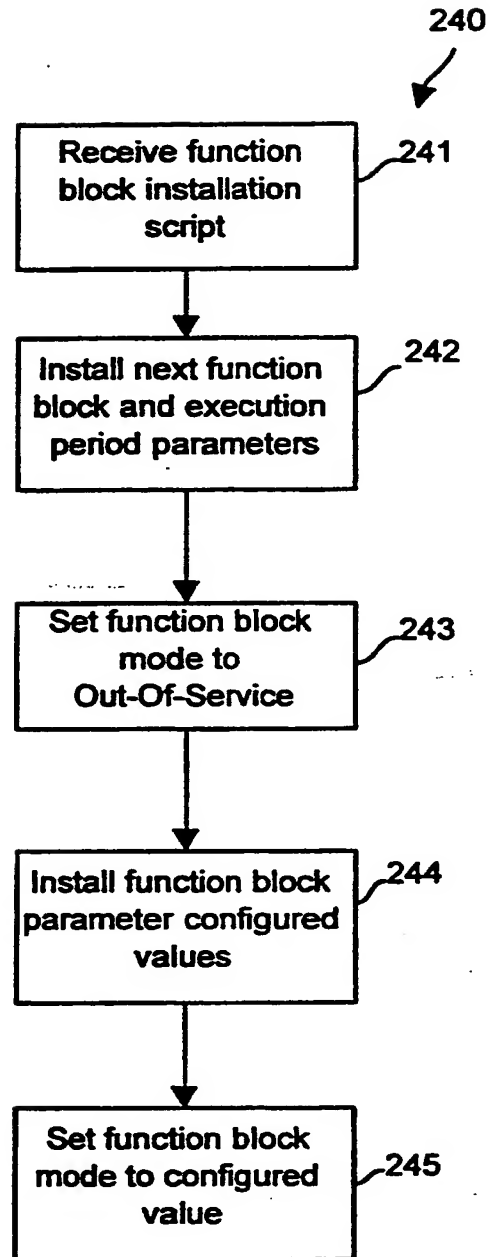 240
Receive function
block installation
script
241
Install next function
block and execution
period parameters
242
Set function block
mode to
Out-Of-Service
243
Install function block
parameter configured
values
244
Set function block
mode to configured
value
245